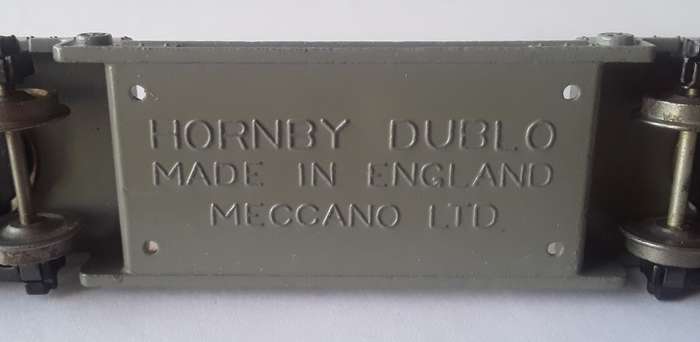 HORNBY DUBLO
MADE IN ENGLAND
MECCANO LTD